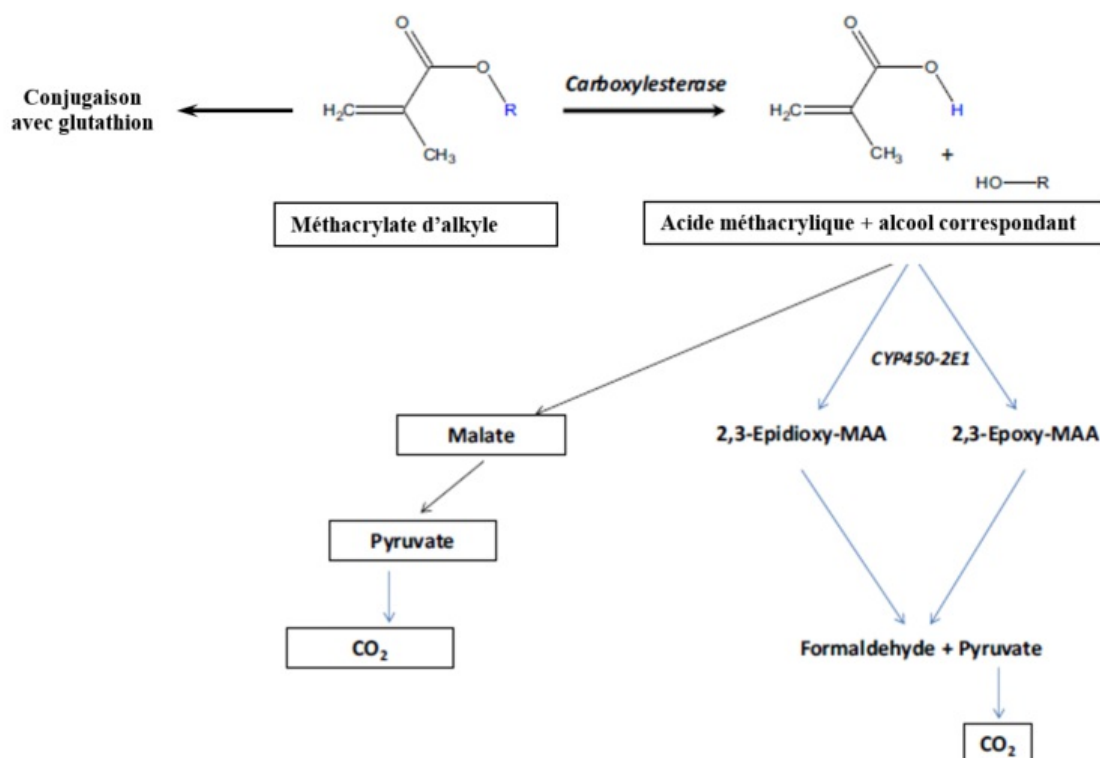 O
O
Conjugaison
avec glutathion
H₂C
O
R
CH₃
Carboxylesterase
H₂C
O
H
CH₃
+
HO—R
Méthacrylate d'alkyle
Acide méthacrylique + alcool correspondant
CYP450-2E1
Malate
2,3-Epidioxy-MAA
2,3-Epoxy-MAA
Pyruvate
CO₂
Formaldehyde + Pyruvate
CO₂